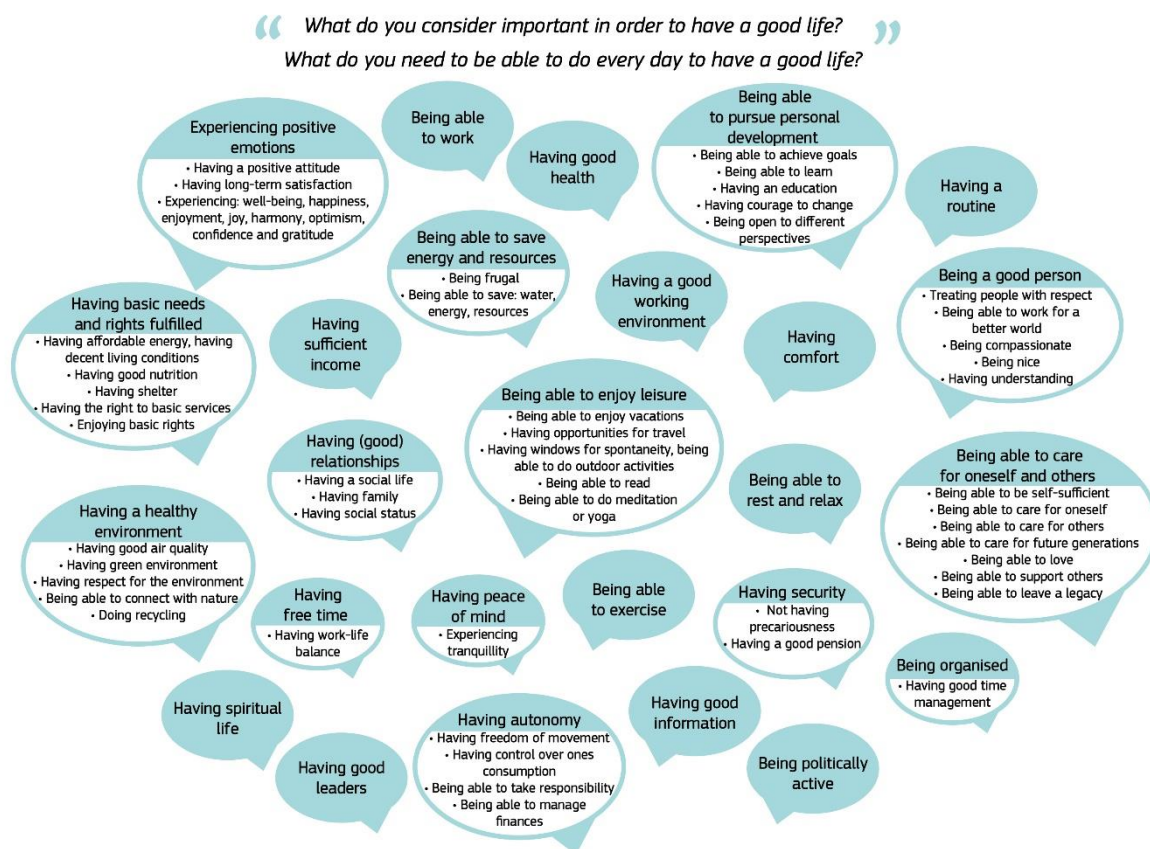 “ What do you consider important in order to have a good life? ”
What do you need to be able to do every day to have a good life?
Experiencing positive
emotions
• Having a positive attitude
• Having long-term satisfaction
• Experiencing: well-being, happiness,
enjoyment, joy, harmony, optimism,
confidence and gratitude
Being able
to work
Having good
health
Being able
to pursue personal
development
• Being able to achieve goals
• Being able to learn
• Having an education
• Having courage to change
• Being open to different
perspectives
Having a
routine
Being able to save
energy and resources
• Being frugal
• Being able to save: water,
energy, resources
Having a good
working
environment
Being a good person
• Treating people with respect
• Being able to work for a
better world
• Being compassionate
• Being nice
• Having understanding
Having basic needs
and rights fulfilled
• Having affordable energy, having
decent living conditions
• Having good nutrition
• Having shelter
• Having the right to basic services
• Enjoying basic rights
Having
sufficient
income
Having
comfort
Being able to enjoy leisure
• Being able to enjoy vacations
• Having opportunities for travel
• Having windows for spontaneity, being
able to do outdoor activities
• Being able to read
• Being able to do meditation
or yoga
Having (good)
relationships
• Having a social life
• Having family
• Having social status
Being able to
rest and relax
Being able to care
for oneself and others
• Being able to be self-sufficient
• Being able to care for oneself
• Being able to care for others
• Being able to care for future generations
• Being able to love
• Being able to support others
• Being able to leave a legacy
Having a healthy
environment
• Having good air quality
• Having green environment
• Having respect for the environment
• Being able to connect with nature
• Doing recycling
Having
free time
• Having work-life
balance
Having peace
of mind
• Experiencing
tranquillity
Being able
to exercise
Having security
• Not having
precariousness
• Having a good pension
Being organised
• Having good time
management
Having spiritual
life
Having good
leaders
Having autonomy
• Having freedom of movement
• Having control over ones
consumption
• Being able to take responsibility
• Being able to manage
finances
Having good
information
Being politically
active